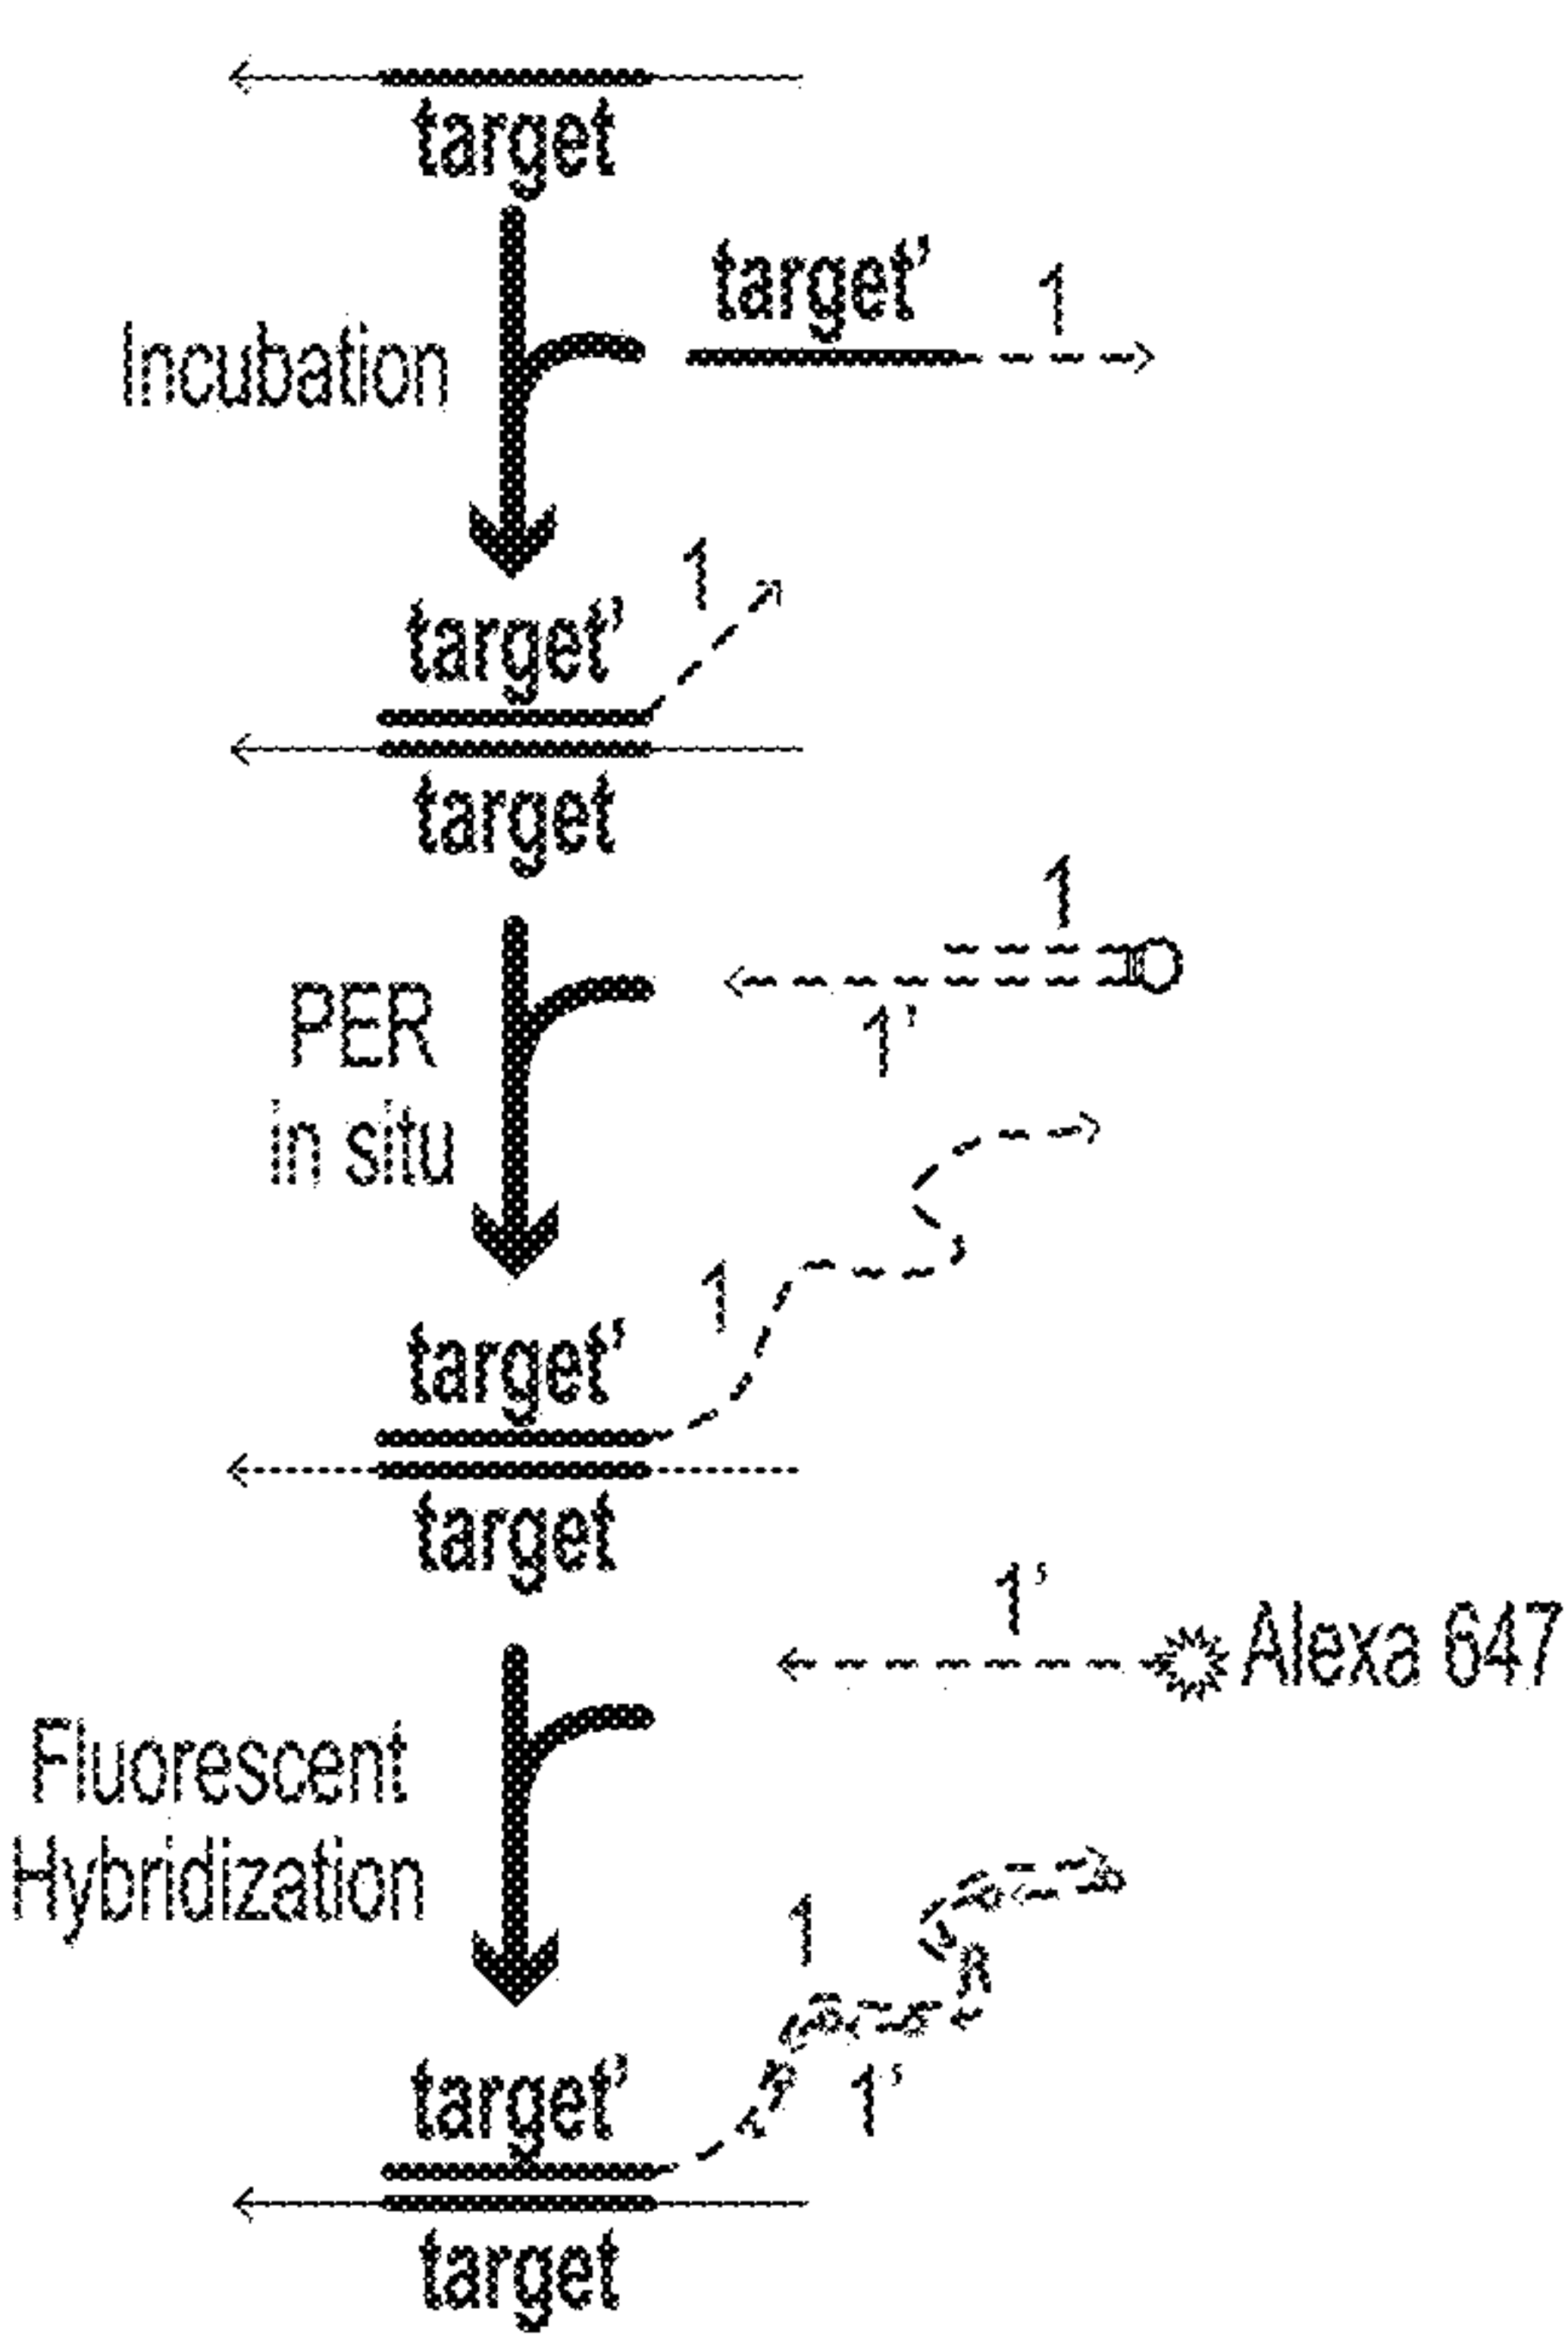 target
target’ 1
Incubation
1
target’
target
1
PER
1’
in situ
1
target’
target
1’
Alexa 647
Fluorescent
Hybridization
1
1’
target’
target